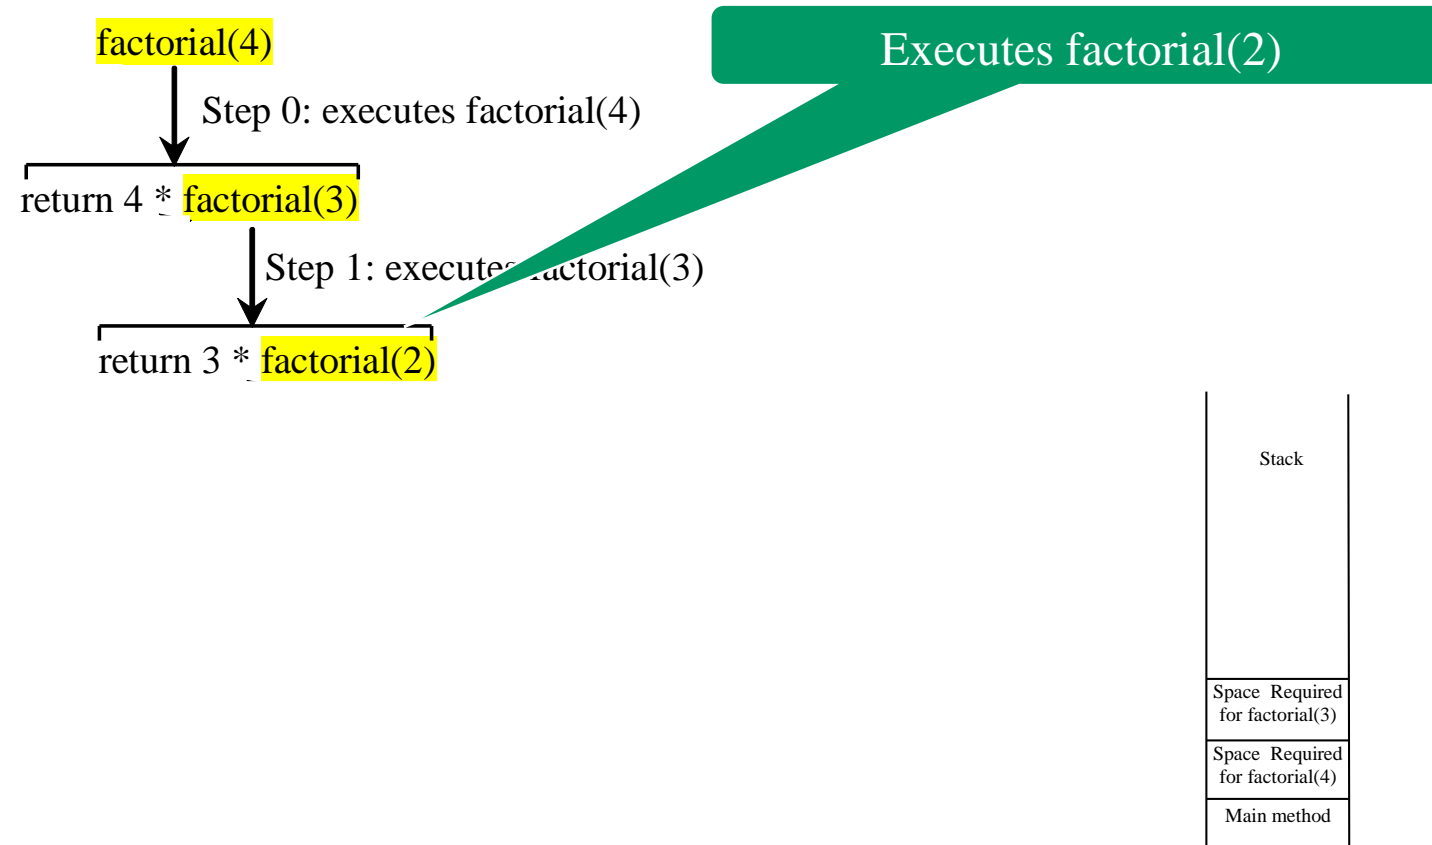 factorial(4)
Executes factorial(2)
Step 0: executes factorial(4)
return 4 * factorial(3)
Step 1: executes factorial(3)
return 3 * factorial(2)
Stack
Space Required
for factorial(3)
Space Required
for factorial(4)
Main method